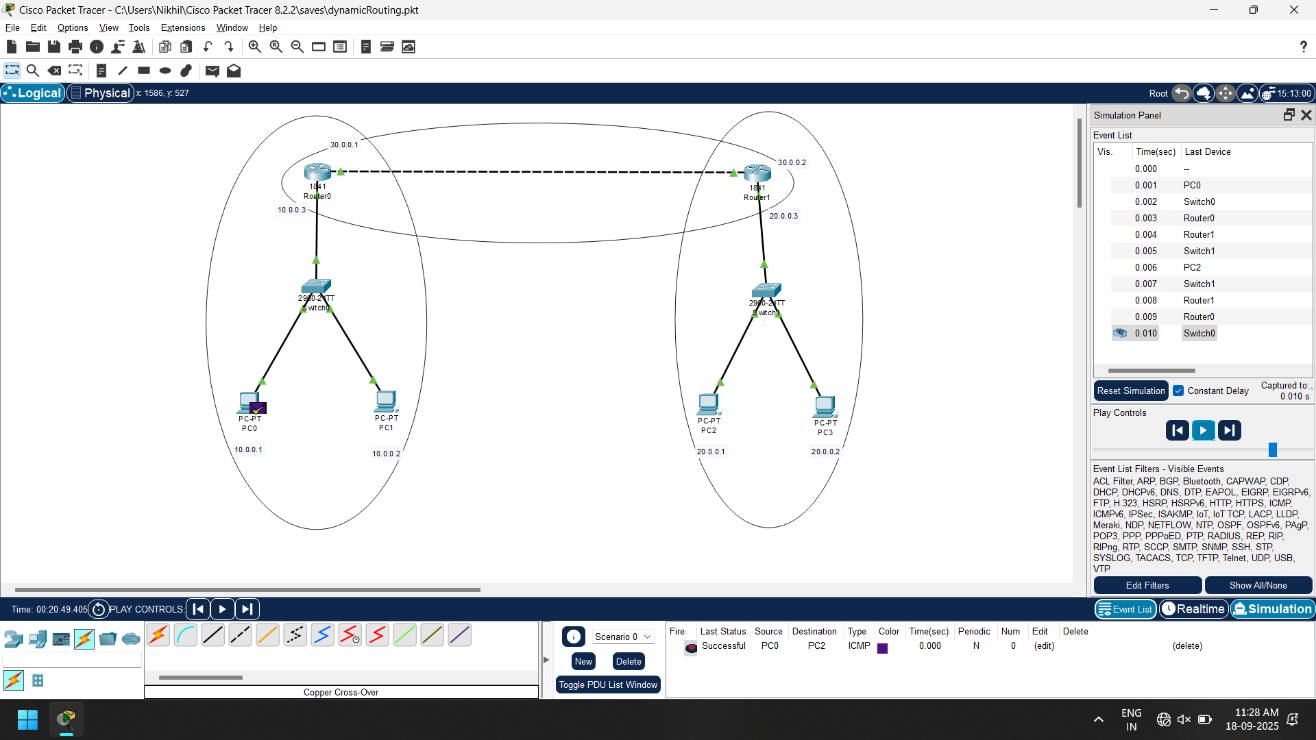 Cisco Packet Tracer - C:\Users\Nikhil\Cisco Packet Tracer 8.2.2\saves\dynamicRouting.pkt
File Edit Options View Tools Extensions Window Help
?
Logical Physical x: 1586, y: 527 Root 15:13:00
30.0.0.1
1841
Router0
10.0.0.3
30.0.0.2
1841
Router1
20.0.0.3
2960-24TT
Switch0
2960-24TT
Switch1
PC-PT
PC0
10.0.0.1
PC-PT
PC1
10.0.0.2
PC-PT
PC2
20.0.0.1
PC-PT
PC3
20.0.0.2
Simulation Panel
Event List
Vis. Time(sec) Last Device
0.000 --
0.001 PC0
0.002 Switch0
0.003 Router0
0.004 Router1
0.005 Switch1
0.006 PC2
0.007 Switch1
0.008 Router1
0.009 Router0
0.010 Switch0
Reset Simulation Constant Delay Captured to:
0.010 s
Play Controls
Event List Filters - Visible Events
ACL Filter, ARP, BGP, Bluetooth, CAPWAP, CDP,
DHCP, DHCPv6, DNS, DTP, EAPOL, EIGRP, EIGRPv6,
FTP, H.323, HSRP, HSRPv6, HTTP, HTTPS, ICMP,
ICMPv6, IPSec, ISAKMP, IoT, IoT TCP, LACP, LLDP,
Meraki, NDP, NETFLOW, NTP, OSPF, OSPFv6, PAgP,
POP3, PPP, PPPoED, PTP, RADIUS, REP, RIP,
RIPng, RTP, SCCP, SMTP, SNMP, SSH, STP,
SYSLOG, TACACS, TCP, TFTP, Telnet, UDP, USB,
VTP
Edit Filters Show All/None
Time: 00:20:49.405 PLAY CONTROLS: Event List Realtime Simulation
Copper Cross-Over
Scenario 0
New Delete
Toggle PDU List Window
Fire Last Status Source Destination Type Color Time(sec) Periodic Num Edit Delete
Successful PC0 PC2 ICMP 0.000 N 0 (edit) (delete)
ENG
IN
11:28 AM
18-09-2025